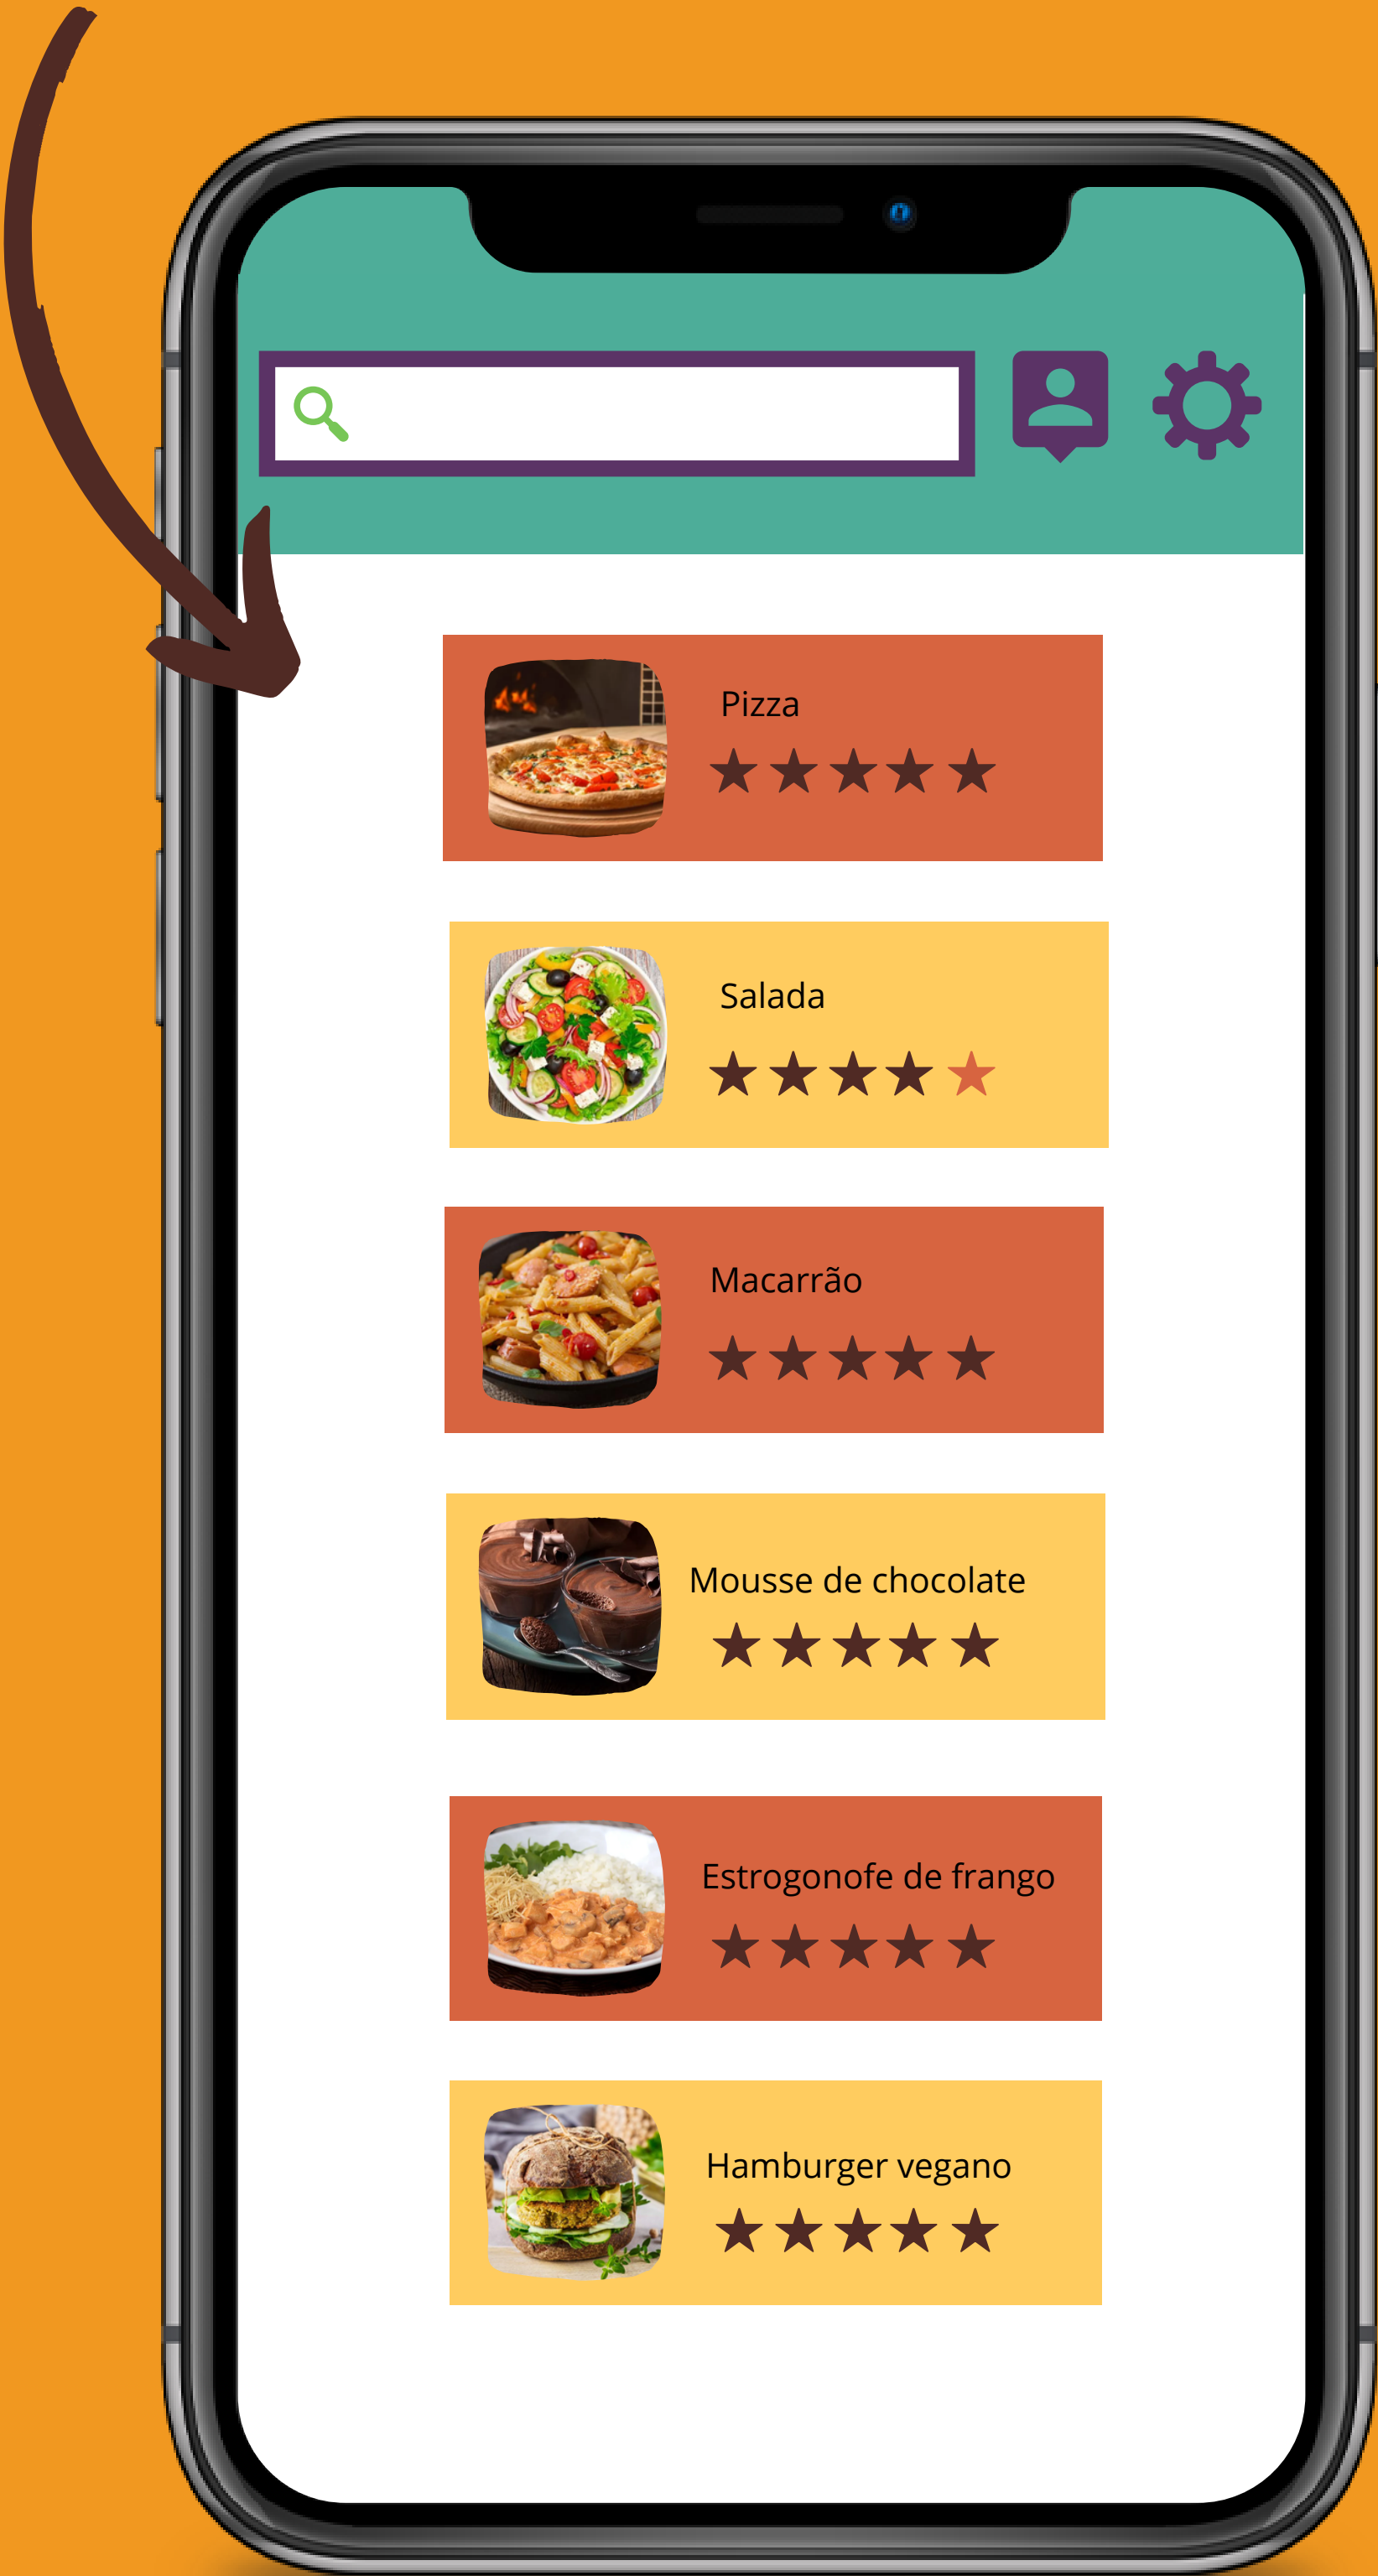 Pizza
Salada
Macarrão
Mousse de chocolate
Estrogonofe de frango
Hamburger vegano